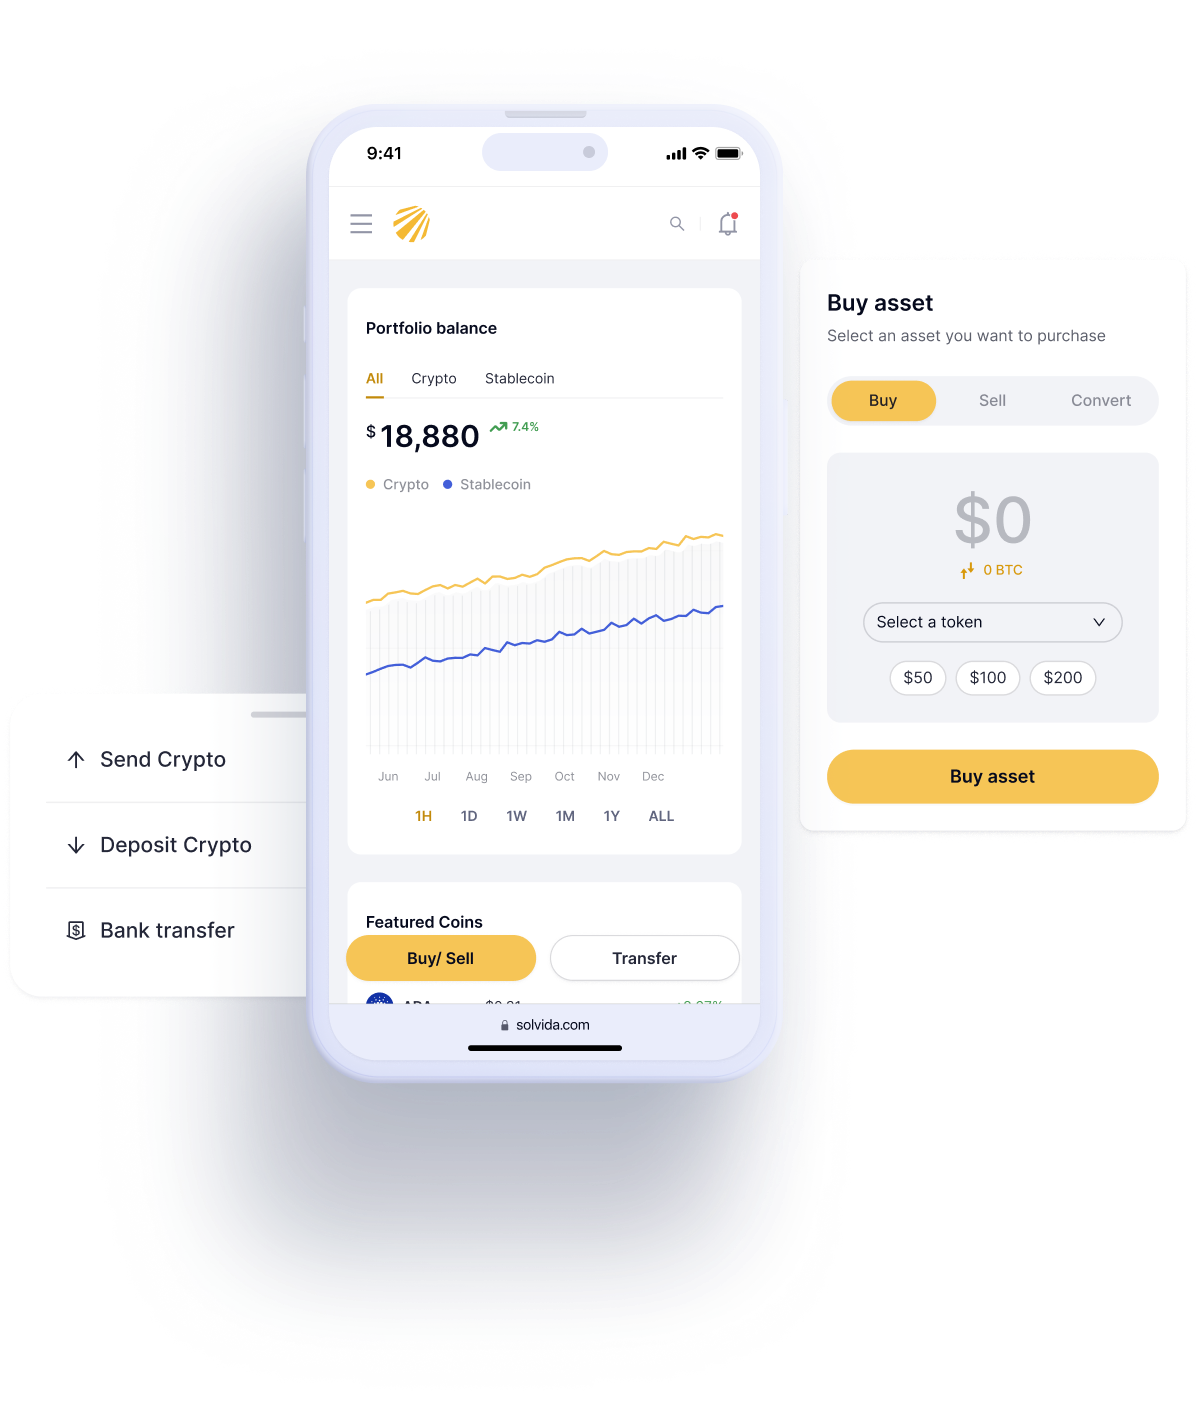 9:41
Portfolio balance
All Crypto Stablecoin
$18,880 7.4%
Crypto Stablecoin
Jun Jul Aug Sep Oct Nov Dec
1H 1D 1W 1M 1Y ALL
Featured Coins
Buy/ Sell Transfer
solvida.com
Send Crypto
Deposit Crypto
Bank transfer
Buy asset
Select an asset you want to purchase
Buy Sell Convert
$0
0 BTC
Select a token
$50 $100 $200
Buy asset